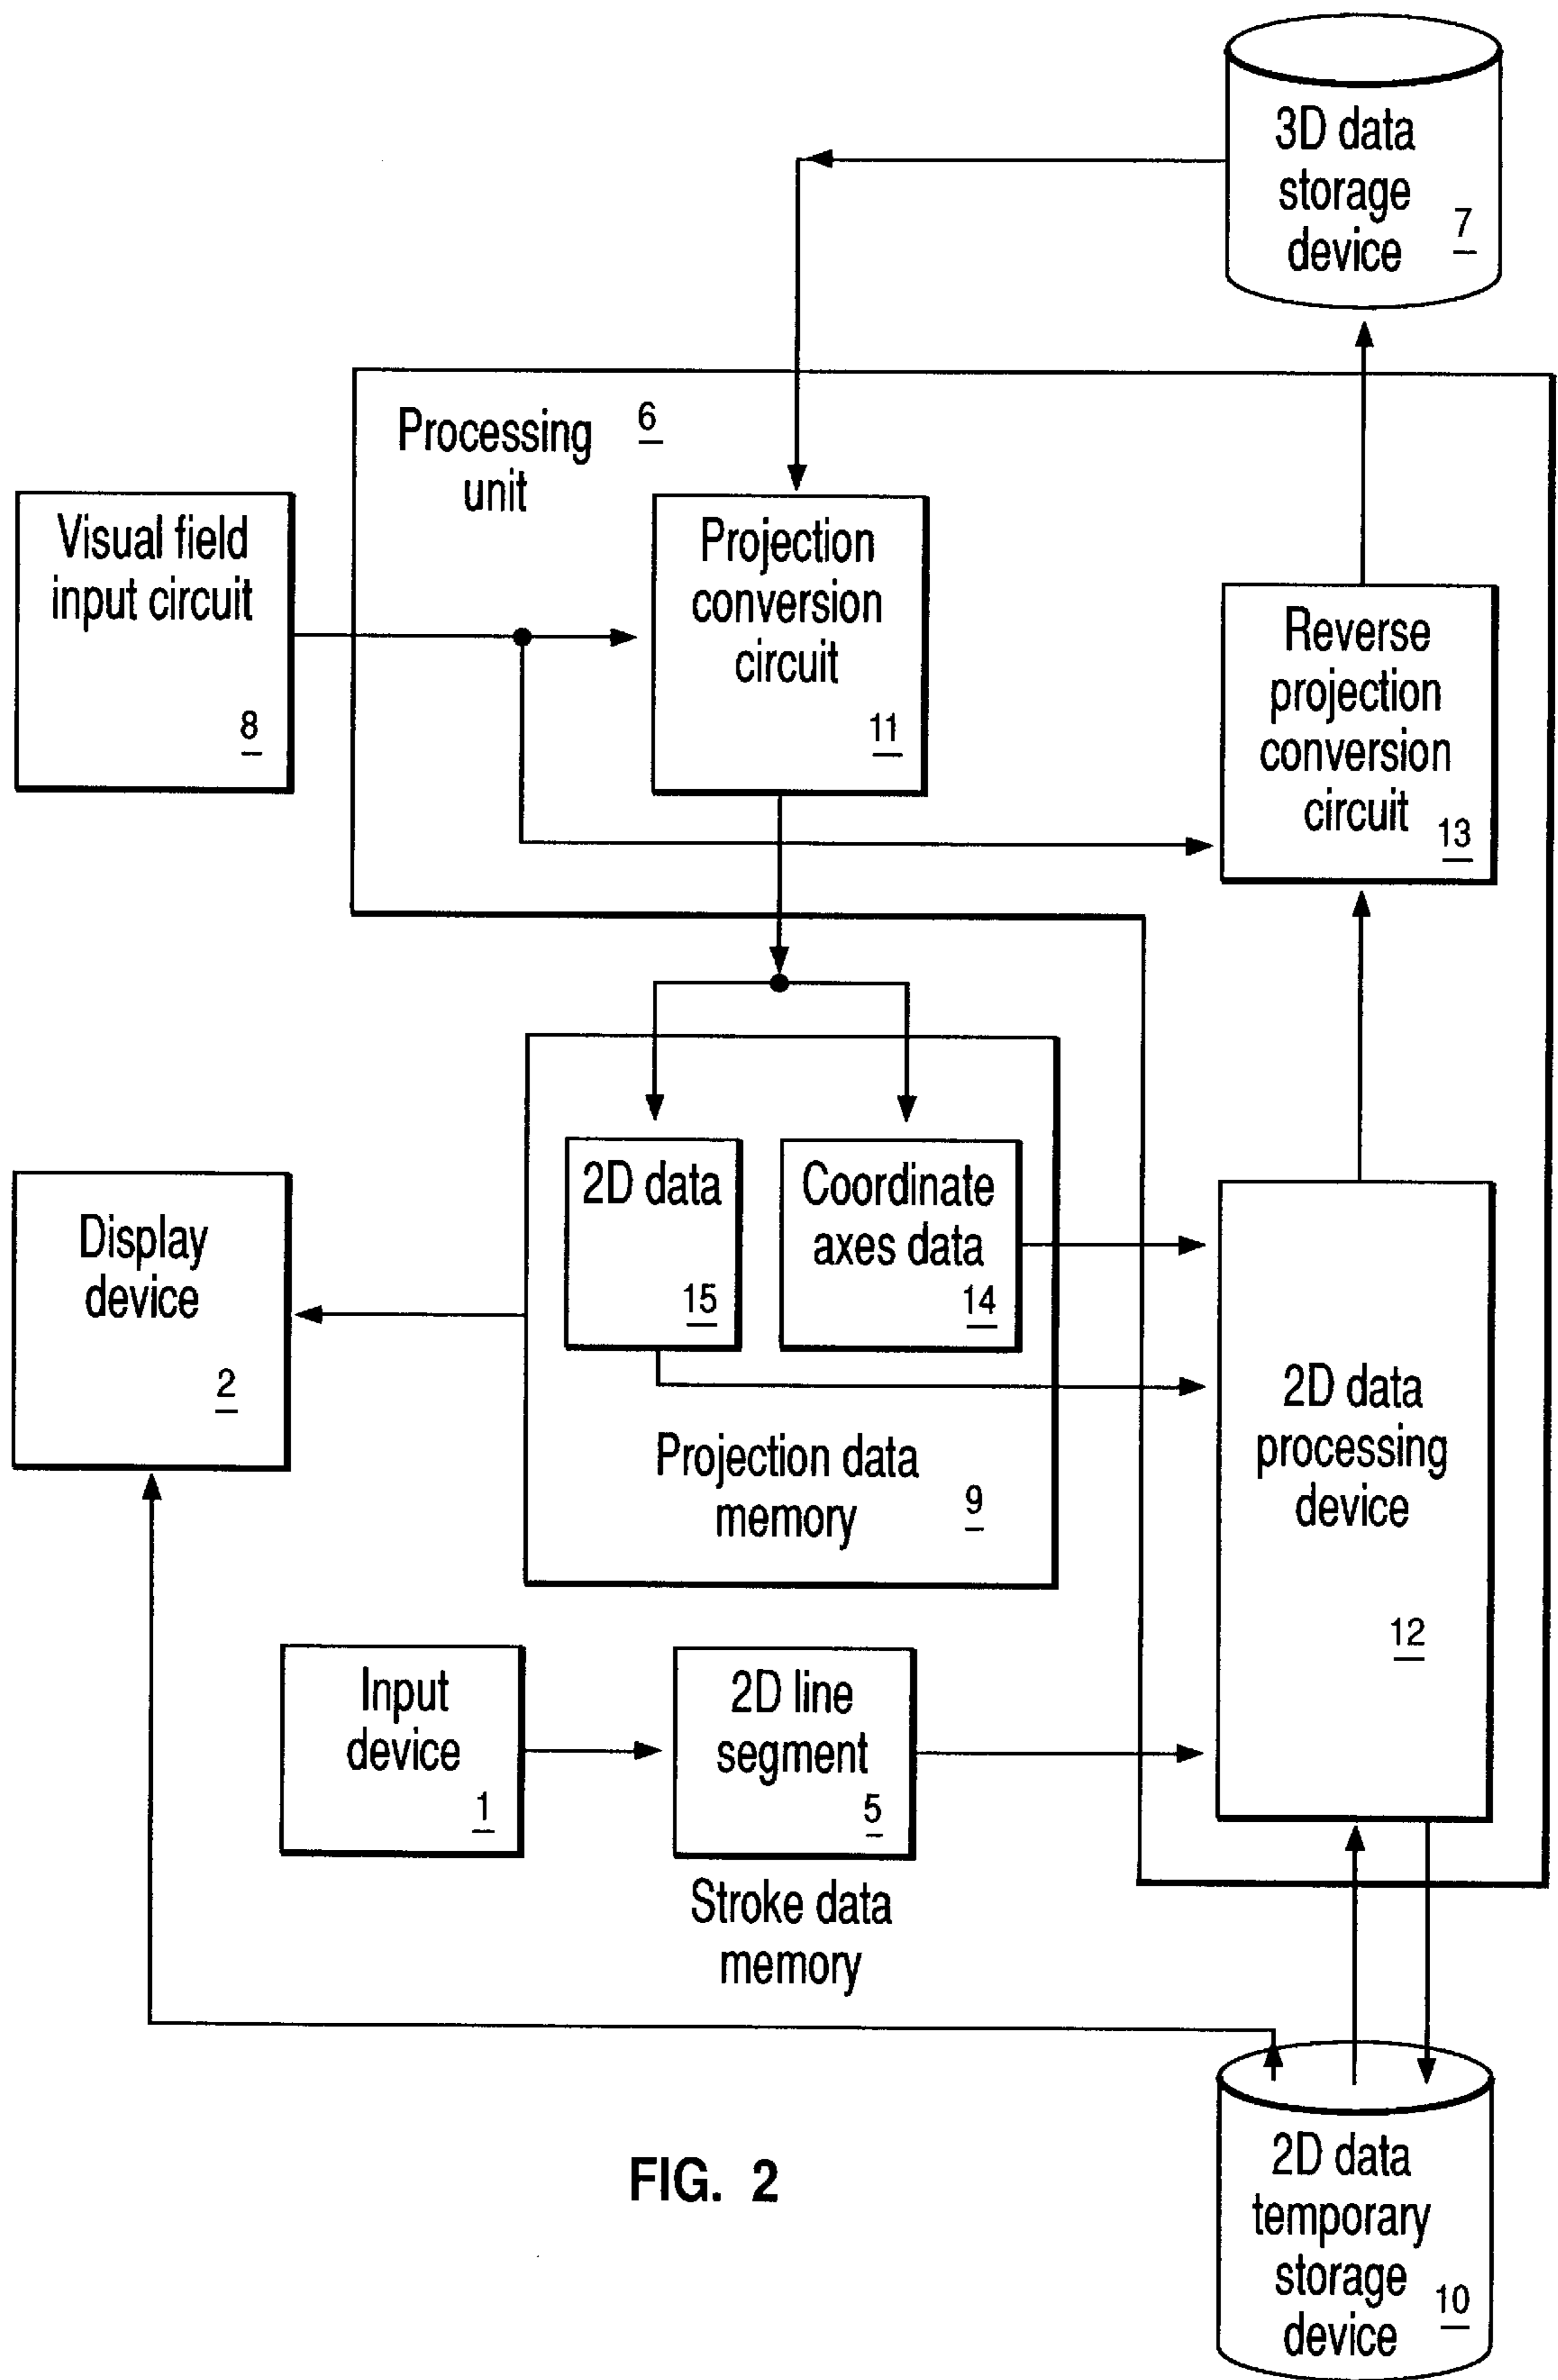 3D data
storage
device
7
Processing
unit
6
Visual field
input circuit
8
Projection
conversion
circuit
11
Reverse
projection
conversion
circuit
13
2D data
15
Coordinate
axes data
14
Projection data
memory
9
Display
device
2
2D data
processing
device
12
Input
device
1
2D line
segment
5
Stroke data
memory
2D data
temporary
storage
device
10
FIG. 2